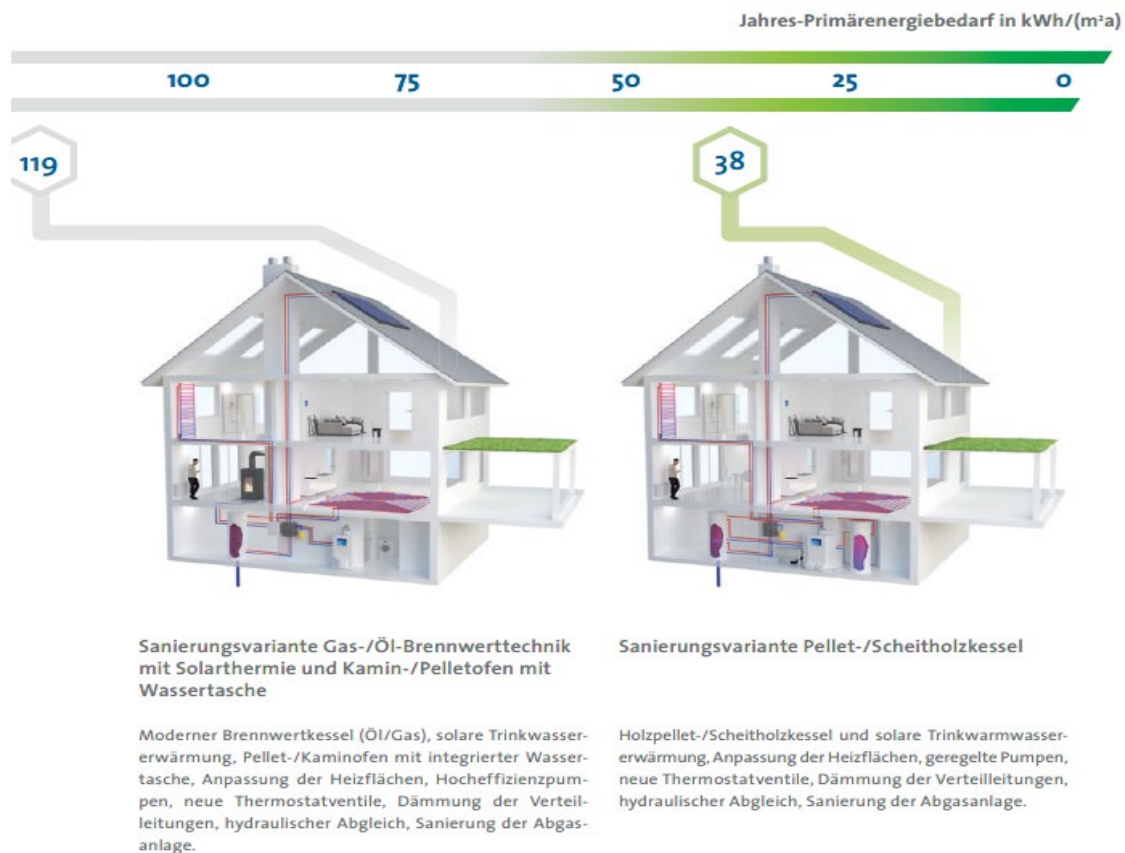 Jahres-Primärenergiebedarf in kWh/(m²a)
100 75 50 25 0
119
38
Sanierungsvariante Gas-/Öl-Brennwerttechnik
mit Solarthermie und Kamin-/Pelletofen mit
Wassertasche
Moderner Brennwertkessel (Öl/Gas), solare Trinkwasser-
erwärmung, Pellet-/Kaminofen mit integrierter Wasser-
tasche, Anpassung der Heizflächen, Hocheffizienzpum-
pen, neue Thermostatventile, Dämmung der Verteil-
leitungen, hydraulischer Abgleich, Sanierung der Abgas-
anlage.
Sanierungsvariante Pellet-/Scheitholzkessel
Holzpellet-/Scheitholzkessel und solare Trinkwarmwasser-
erwärmung, Anpassung der Heizflächen, geregelte Pumpen,
neue Thermostatventile, Dämmung der Verteilleitungen,
hydraulischer Abgleich, Sanierung der Abgasanlage.